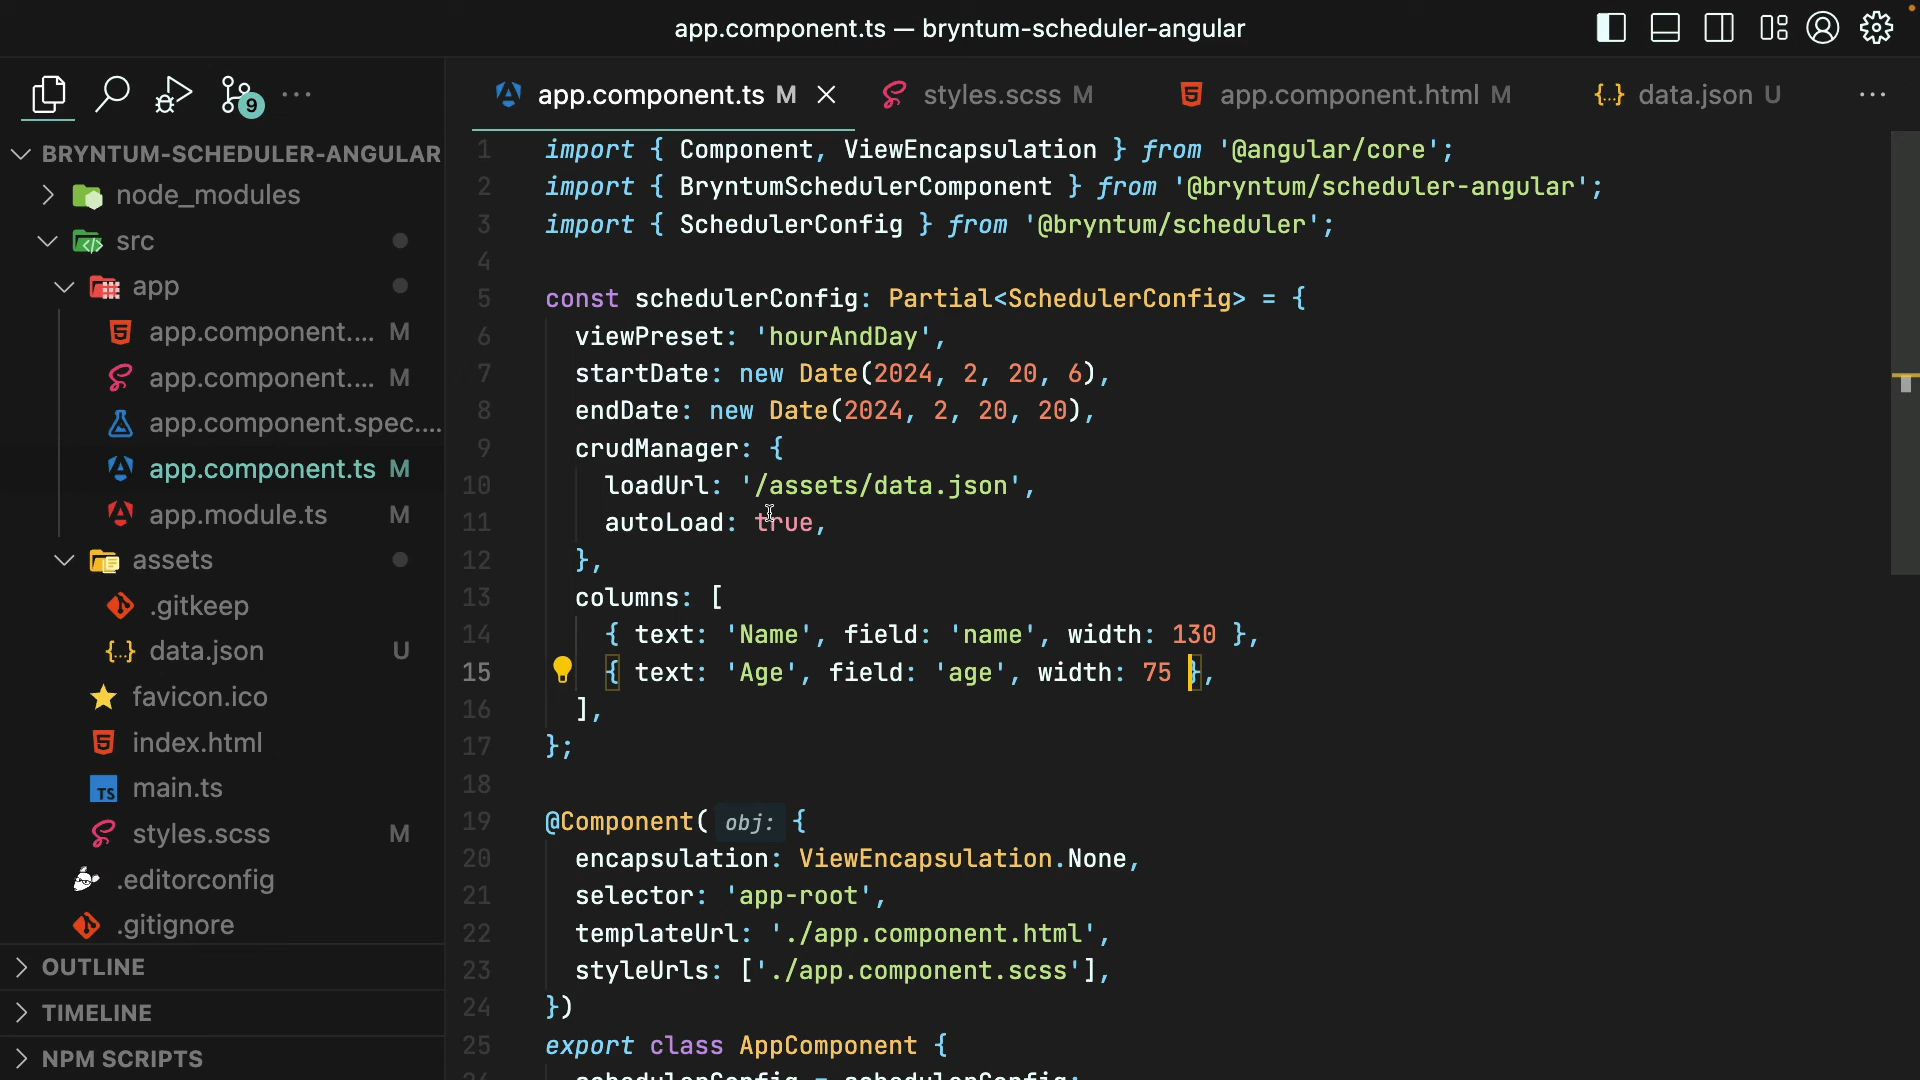 app.component.ts — bryntum-scheduler-angular
9
app.component.ts M
styles.scss M
app.component.html M
{..} data.json U
BRYNTUM-SCHEDULER-ANGULAR
node_modules
src
app
app.component.... M
app.component.... M
app.component.spec....
app.component.ts M
app.module.ts M
assets
.gitkeep
{..} data.json U
favicon.ico
index.html
TS main.ts
styles.scss M
.editorconfig
.gitignore
OUTLINE
TIMELINE
NPM SCRIPTS
1 import { Component, ViewEncapsulation } from '@angular/core';
2 import { BryntumSchedulerComponent } from '@bryntum/scheduler-angular';
3 import { SchedulerConfig } from '@bryntum/scheduler';
4
5 const schedulerConfig: Partial<SchedulerConfig> = {
6 viewPreset: 'hourAndDay',
7 startDate: new Date(2024, 2, 20, 6),
8 endDate: new Date(2024, 2, 20, 20),
9 crudManager: {
10 loadUrl: '/assets/data.json',
11 autoLoad: true,
12 },
13 columns: [
14 { text: 'Name', field: 'name', width: 130 },
15 { text: 'Age', field: 'age', width: 75 },
16 ],
17 };
18
19 @Component( obj: {
20 encapsulation: ViewEncapsulation.None,
21 selector: 'app-root',
22 templateUrl: './app.component.html',
23 styleUrls: ['./app.component.scss'],
24 })
25 export class AppComponent {
schedulerConfig = schedulerConfig;